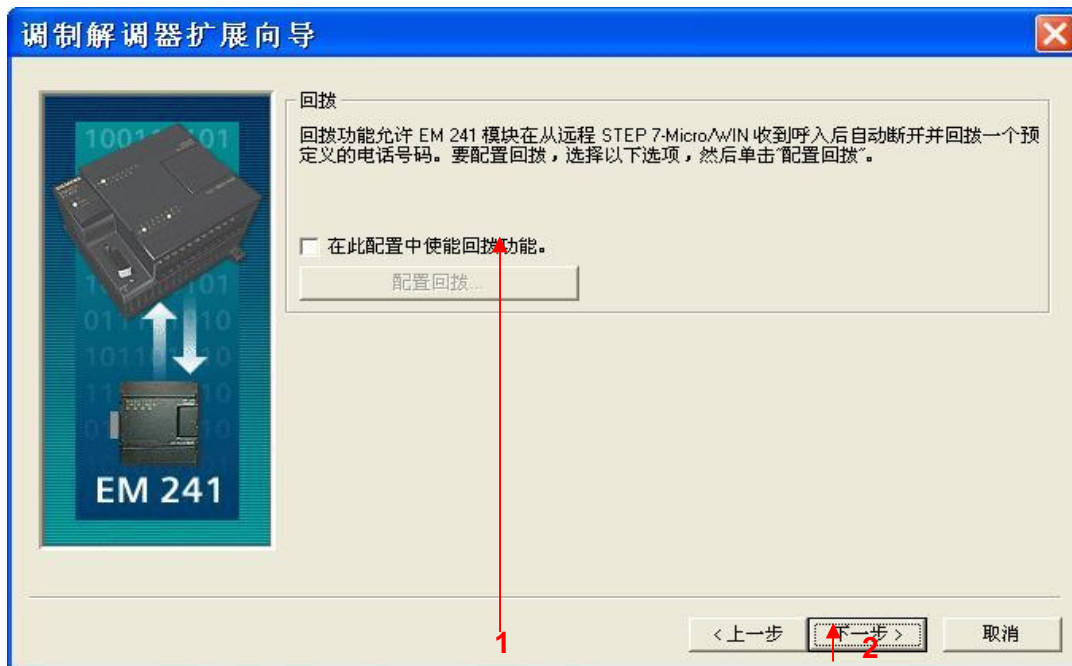 调制解调器扩展向导
回拨
回拨功能允许 EM 241 模块在从远程 STEP 7-Micro/WIN 收到呼入后自动断开并回拨一个预
定义的电话号码。要配置回拨，选择以下选项，然后单击"配置回拨"。
在此配置中使能回拨功能。
配置回拨...
EM 241
<上一步
下一步>
取消
1
2